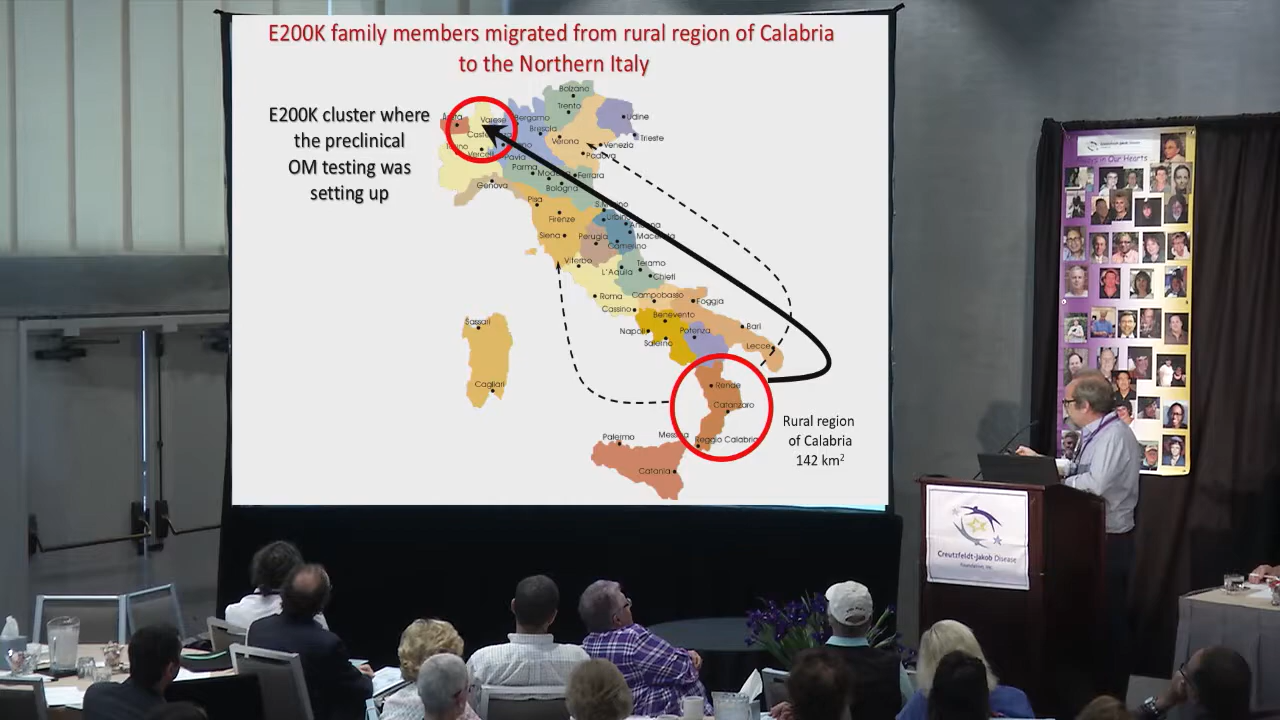 E200K family members migrated from rural region of Calabria
to the Northern Italy
E200K cluster where
the preclinical
OM testing was
setting up
Bolzano
Trento
Udine
Trieste
Varese
Bergamo
Brescia
Verona
Venezia
Padova
Pavia
Parma
Ferrara
Bologna
Genova
Pisa
Firenze
Urbino
Siena
Perugia
Macerata
Camerino
Viterbo
Teramo
L'Aquila
Chieti
Roma
Campobasso
Foggia
Cassino
Benevento
Napoli
Potenza
Bari
Salerno
Lecce
Sassari
Cagliari
Rende
Catanzaro
Reggio Calabria
Palermo
Catania
Rural region
of Calabria
142 km²
in Our Hearts
Creutzfeldt-Jakob Disease
Foundation, Inc.